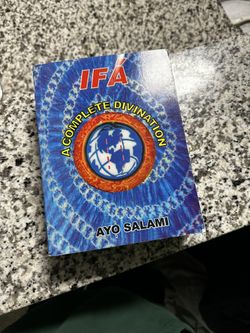 IFÁ
A COMPLETE DIVINATION
AYO SALAMI